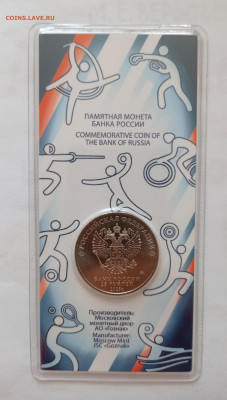 COINS.LAVE.RU
ПАМЯТНАЯ МОНЕТА
БАНКА РОССИИ
COMMEMORATIVE COIN OF
THE BANK OF RUSSIA
РОССИЙСКАЯ ФЕДЕРАЦИЯ
БАНК РОССИИ
25 РУБЛЕЙ
Производитель:
Московский
монетный двор
АО «Гознак»
Manufacturer:
Moscow Mint
JSC «Goznak»